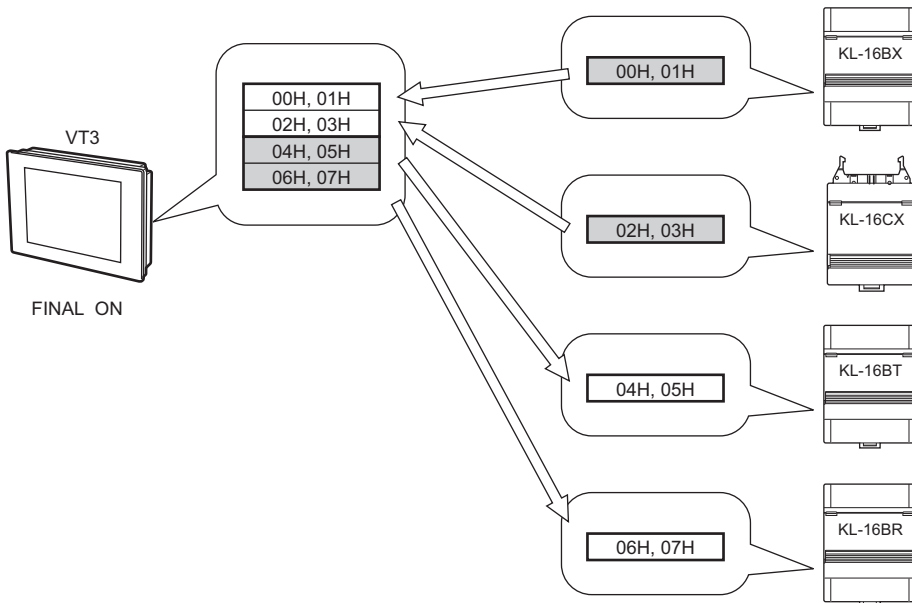 VT3
FINAL ON
00H, 01H
02H, 03H
04H, 05H
06H, 07H
00H, 01H
KL-16BX
02H, 03H
KL-16CX
04H, 05H
KL-16BT
06H, 07H
KL-16BR